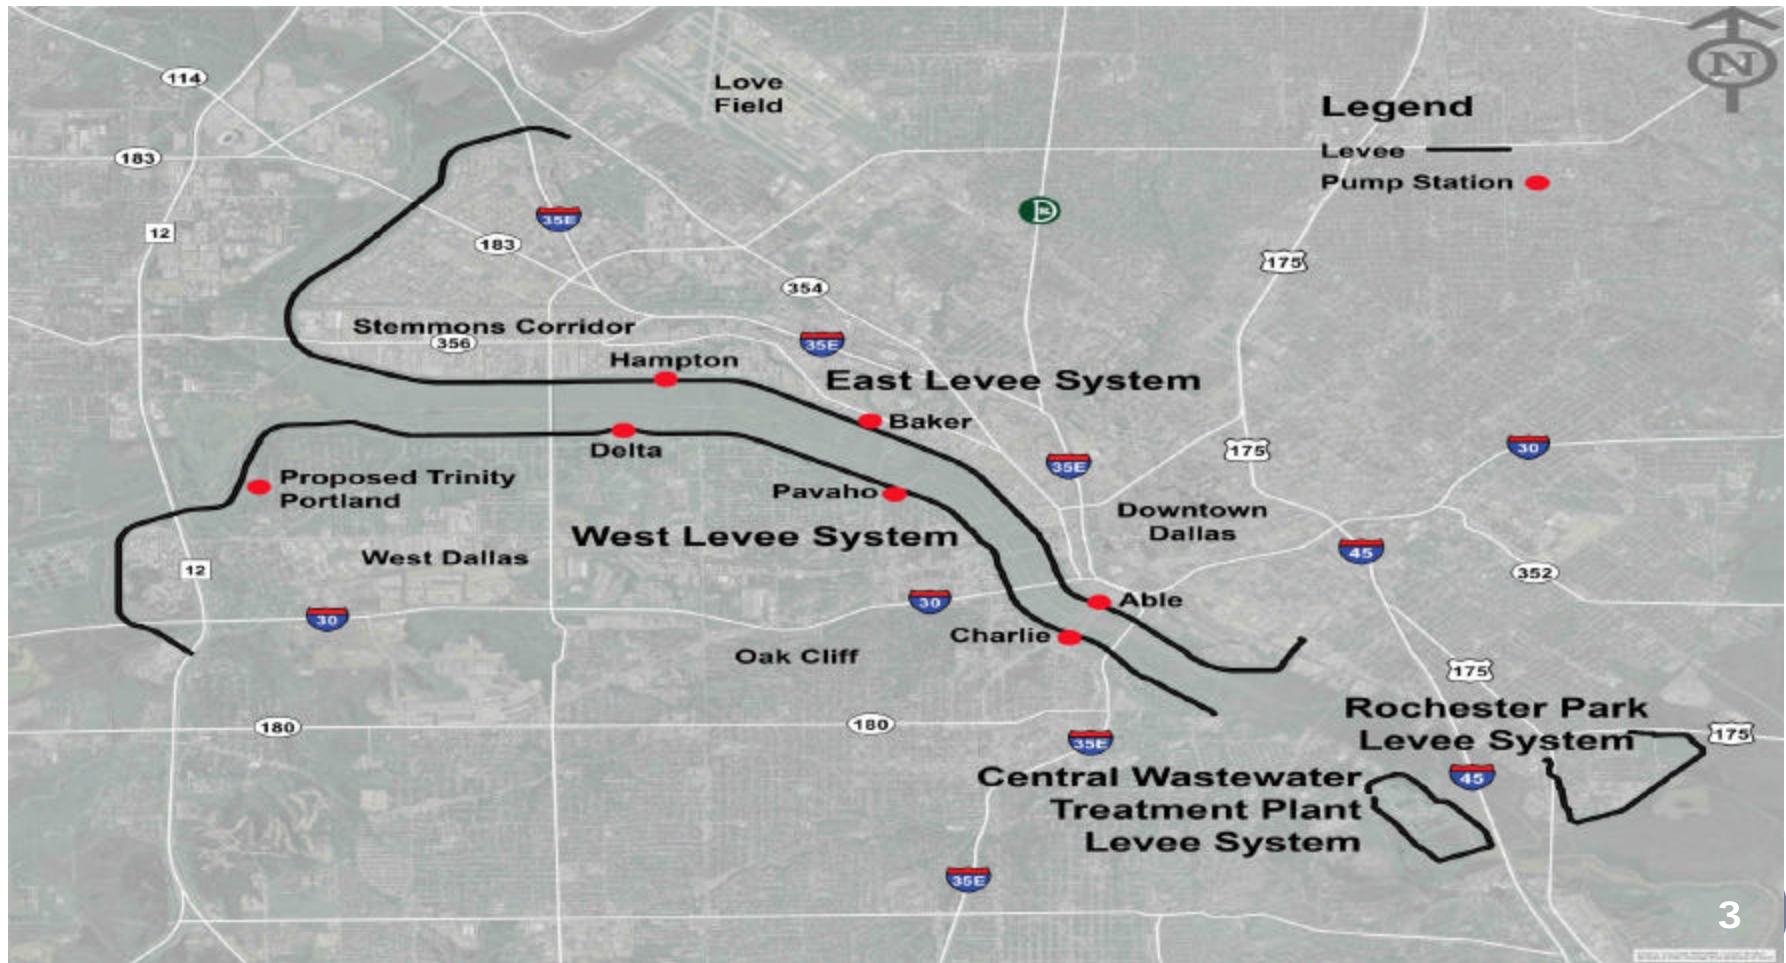 114
Love
Field
N
Legend
Levee
Pump Station
183
12
35E
183
175
354
Stemmons Corridor
356
35E
Hampton
East Levee System
Baker
Delta
175
30
35E
Proposed Trinity
Portland
Pavaho
Downtown
Dallas
West Levee System
West Dallas
45
12
352
30
30
Able
Charlie
Oak Cliff
175
180
180
35E
Rochester Park
Levee System
175
Central Wastewater
Treatment Plant
Levee System
45
35E
3